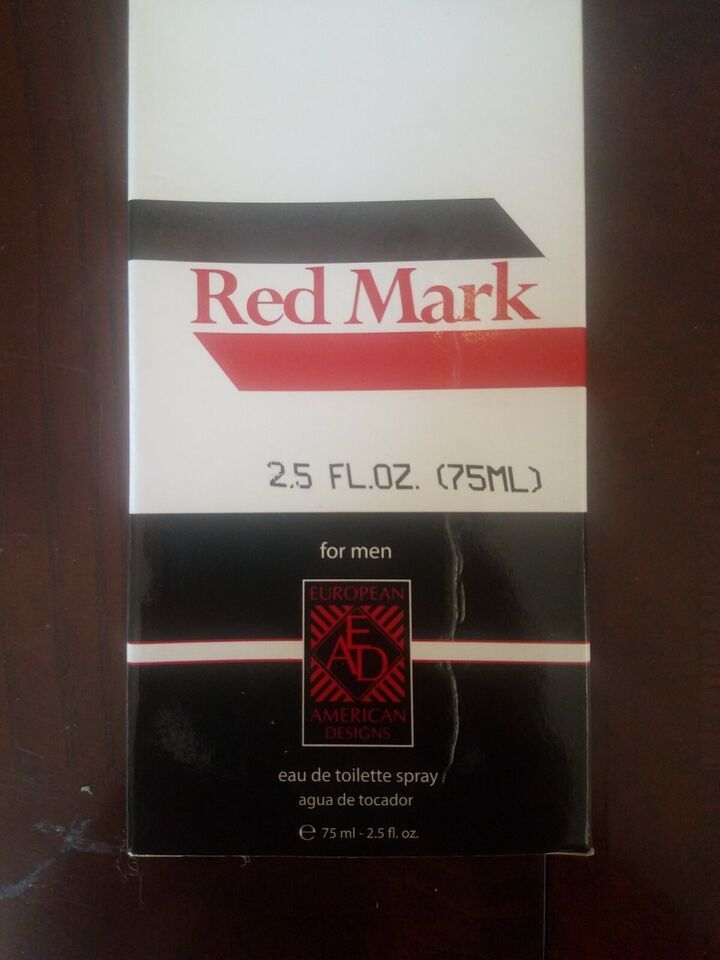 Red Mark
2.5 FL.OZ. (75ML)
for men
EUROPEAN
EAD
AMERICAN
DESIGNS
eau de toilette spray
agua de tocador
℮ 75 ml - 2.5 fl. oz.